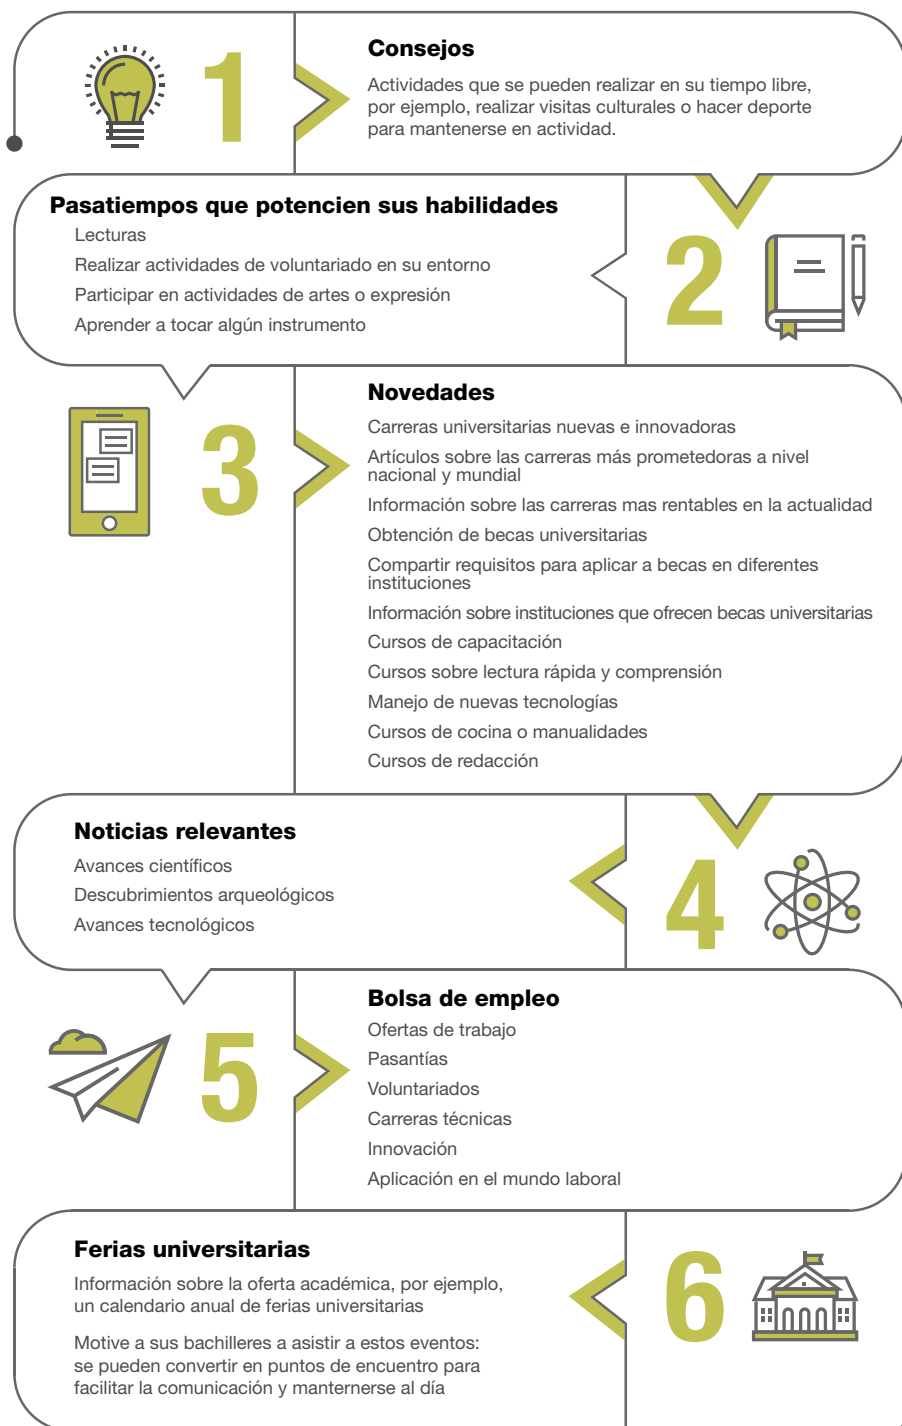 1
Consejos
Actividades que se pueden realizar en su tiempo libre,
por ejemplo, realizar visitas culturales o hacer deporte
para mantenerse en actividad.
Pasatiempos que potencien sus habilidades
Lecturas
Realizar actividades de voluntariado en su entorno
Participar en actividades de artes o expresión
Aprender a tocar algún instrumento
2
3
Novedades
Carreras universitarias nuevas e innovadoras
Artículos sobre las carreras más prometedoras a nivel
nacional y mundial
Información sobre las carreras mas rentables en la actualidad
Obtención de becas universitarias
Compartir requisitos para aplicar a becas en diferentes
instituciones
Información sobre instituciones que ofrecen becas universitarias
Cursos de capacitación
Cursos sobre lectura rápida y comprensión
Manejo de nuevas tecnologías
Cursos de cocina o manualidades
Cursos de redacción
Noticias relevantes
Avances científicos
Descubrimientos arqueológicos
Avances tecnológicos
4
5
Bolsa de empleo
Ofertas de trabajo
Pasantías
Voluntariados
Carreras técnicas
Innovación
Aplicación en el mundo laboral
Ferias universitarias
Información sobre la oferta académica, por ejemplo,
un calendario anual de ferias universitarias
Motive a sus bachilleres a asistir a estos eventos:
se pueden convertir en puntos de encuentro para
facilitar la comunicación y manternerse al día
6